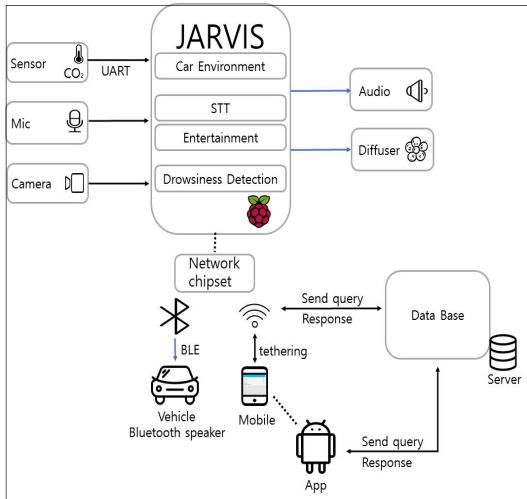 JARVIS
Sensor
CO₂
UART
Car Environment
Mic
STT
Entertainment
Audio
Diffuser
Camera
Drowsiness Detection
Network
chipset
Send query
Response
Data Base
Server
BLE
tethering
Vehicle
Bluetooth speaker
Mobile
Send query
Response
App